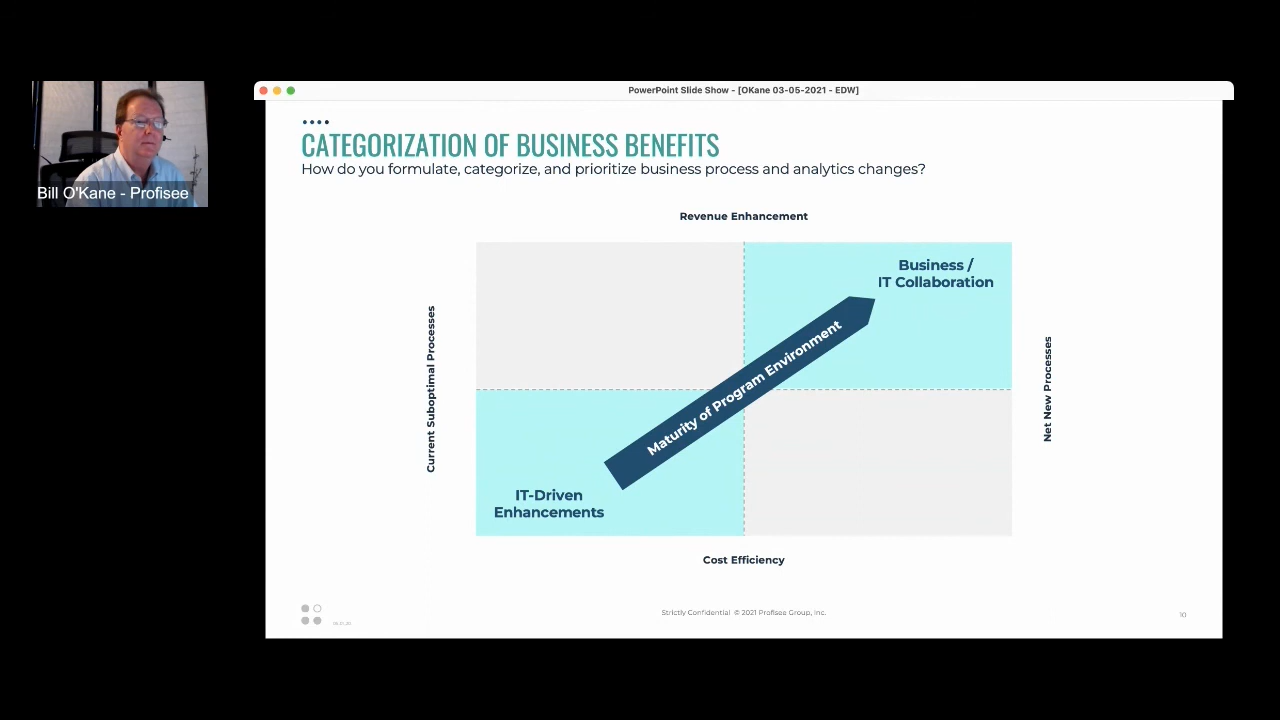 PowerPoint Slide Show - [OKane 03-05-2021 - EDW]
Bill O'Kane - Profisee
CATEGORIZATION OF BUSINESS BENEFITS
How do you formulate, categorize, and prioritize business process and analytics changes?
Revenue Enhancement
Business /
IT Collaboration
Current Suboptimal Processes
Maturity of Program Environment
Net New Processes
IT-Driven
Enhancements
Cost Efficiency
Strictly Confidential © 2021 Profisee Group, Inc.
10